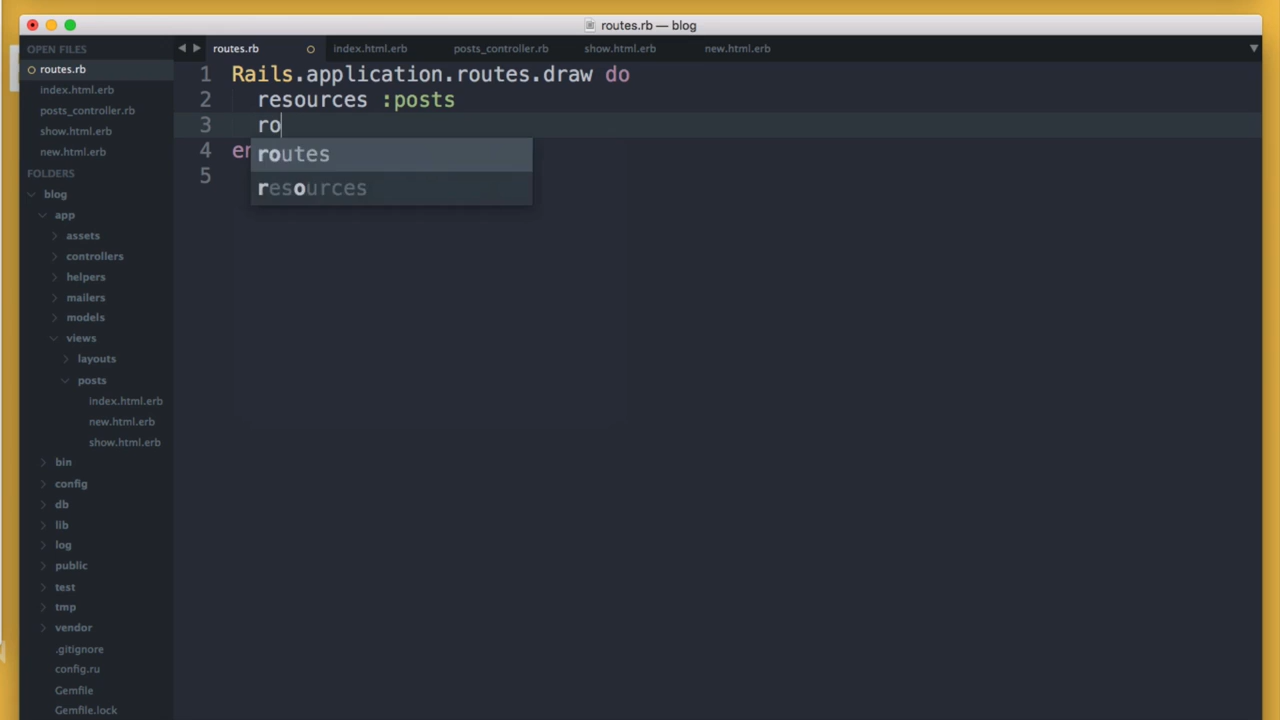 routes.rb — blog
OPEN FILES
routes.rb
index.html.erb
posts_controller.rb
show.html.erb
new.html.erb
FOLDERS
blog
app
assets
controllers
helpers
mailers
models
views
layouts
posts
index.html.erb
new.html.erb
show.html.erb
bin
config
db
lib
log
public
test
tmp
vendor
.gitignore
config.ru
Gemfile
Gemfile.lock
routes.rb index.html.erb posts_controller.rb show.html.erb new.html.erb
1 Rails.application.routes.draw do
2 resources :posts
3 ro
4 en
5
routes
resources